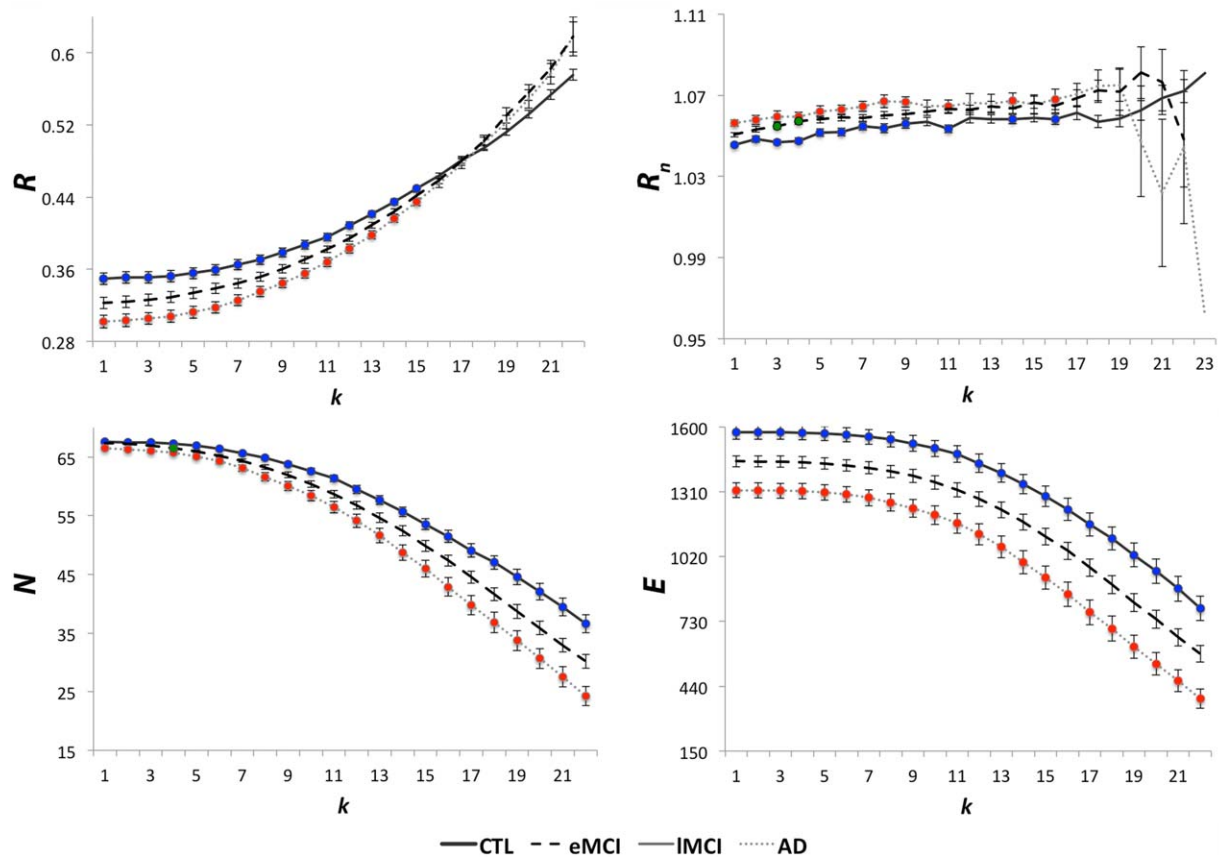 R
0.6
0.52
0.44
0.36
0.28
1 3 5 7 9 11 13 15 17 19 21
k
R_n
1.11
1.07
1.03
0.99
0.95
1 3 5 7 9 11 13 15 17 19 21 23
k
N
65
55
45
35
25
15
1 3 5 7 9 11 13 15 17 19 21
k
E
1600
1310
1020
730
440
150
1 3 5 7 9 11 13 15 17 19 21
k
CTL eMCI lMCI AD